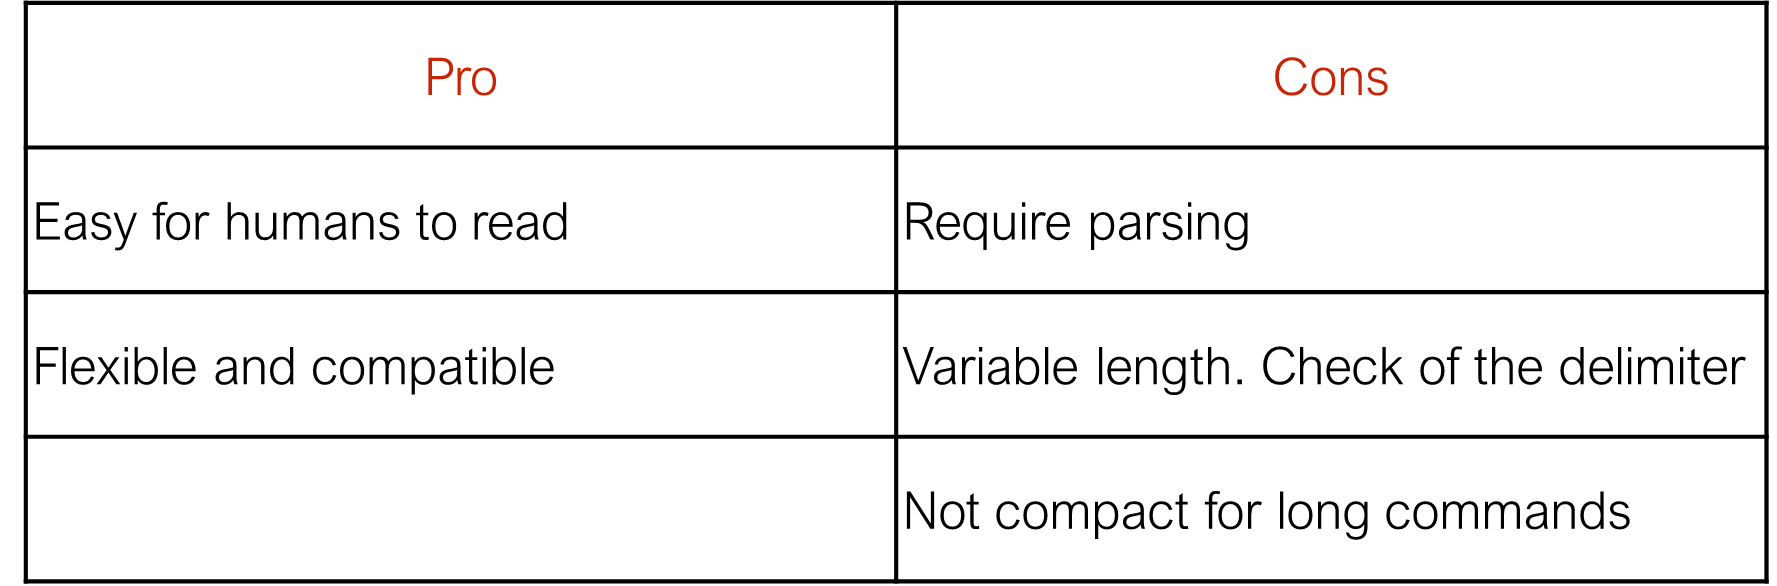 Pro
Cons
Easy for humans to read
Require parsing
Flexible and compatible
Variable length. Check of the delimiter
Not compact for long commands